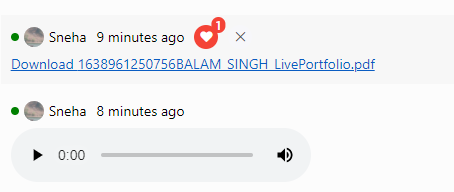 Sneha 9 minutes ago 1
Download 1638961250756BALAM_SINGH_LivePortfolio.pdf
Sneha 8 minutes ago
0:00